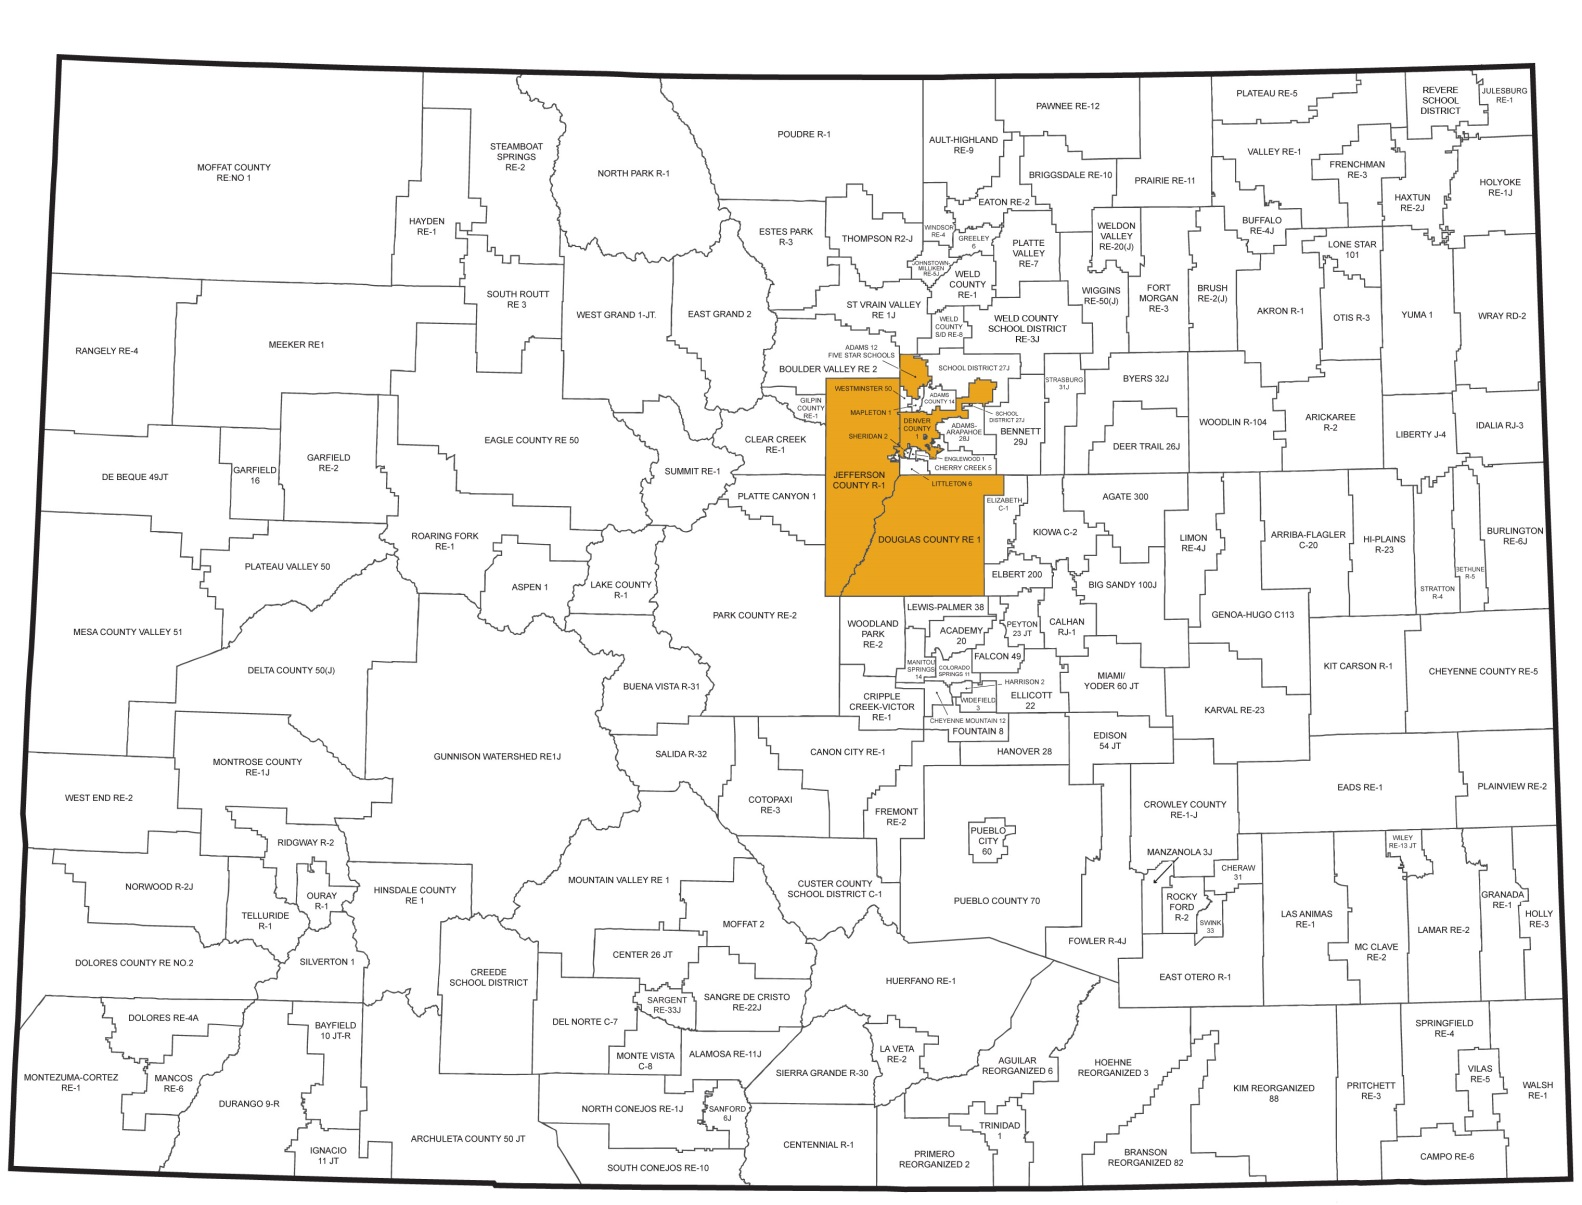 MOFFAT COUNTY
RE:NO 1
STEAMBOAT
SPRINGS
RE-2
HAYDEN
RE-1
NORTH PARK R-1
POUDRE R-1
AULT-HIGHLAND
RE-9
PAWNEE RE-12
BRIGGSDALE RE-10
PRAIRIE RE-11
PLATEAU RE-5
REVERE
SCHOOL
DISTRICT
JULESBURG
RE-1
VALLEY RE-1
FRENCHMAN
RE-3
HAXTUN
RE-2J
HOLYOKE
RE-1J
EATON RE-2
BUFFALO
RE-4J
ESTES PARK
R-3
THOMPSON R2-J
WINDSOR
RE-4
GREELEY
6
PLATTE
VALLEY
RE-7
WELDON
VALLEY
RE-20(J)
LONE STAR
101
JOHNSTOWN-
MILLIKEN
RE-5J
WELD
COUNTY
RE-1
WIGGINS
RE-50(J)
FORT
MORGAN
RE-3
BRUSH
RE-2(J)
AKRON R-1
OTIS R-3
YUMA 1
WRAY RD-2
SOUTH ROUTT
RE 3
WEST GRAND 1-JT.
EAST GRAND 2
ST VRAIN VALLEY
RE 1J
WELD
COUNTY
S/D RE-8
WELD COUNTY
SCHOOL DISTRICT
RE-3J
RANGELY RE-4
MEEKER RE1
ADAMS 12
FIVE STAR SCHOOLS
BOULDER VALLEY RE 2
SCHOOL DISTRICT 27J
STRASBURG
31J
BYERS 32J
WESTMINSTER 50
ADAMS
COUNTY 14
GILPIN
COUNTY
RE-1
MAPLETON 1
SCHOOL
DISTRICT 27J
DENVER
COUNTY
1
ADAMS-
ARAPAHOE
28J
BENNETT
29J
WOODLIN R-104
ARICKAREE
R-2
LIBERTY J-4
IDALIA RJ-3
EAGLE COUNTY RE 50
CLEAR CREEK
RE-1
SHERIDAN 2
ENGLEWOOD 1
CHERRY CREEK 5
DEER TRAIL 26J
DE BEQUE 49JT
GARFIELD
16
GARFIELD
RE-2
SUMMIT RE-1
JEFFERSON
COUNTY R-1
LITTLETON 6
PLATTE CANYON 1
ELIZABETH
C-1
AGATE 300
ROARING FORK
RE-1
DOUGLAS COUNTY RE 1
KIOWA C-2
LIMON
RE-4J
ARRIBA-FLAGLER
C-20
HI-PLAINS
R-23
BURLINGTON
RE-6J
PLATEAU VALLEY 50
ASPEN 1
LAKE COUNTY
R-1
ELBERT 200
BIG SANDY 100J
STRATTON
R-4
BETHUNE
R-5
MESA COUNTY VALLEY 51
PARK COUNTY RE-2
LEWIS-PALMER 38
GENOA-HUGO C113
WOODLAND
PARK
RE-2
ACADEMY
20
PEYTON
23 JT
CALHAN
RJ-1
DELTA COUNTY 50(J)
MANITOU
SPRINGS
14
COLORADO
SPRINGS 11
FALCON 49
KIT CARSON R-1
CHEYENNE COUNTY RE-5
BUENA VISTA R-31
HARRISON 2
MIAMI/
YODER 60 JT
CRIPPLE
CREEK-VICTOR
RE-1
WIDEFIELD
3
ELLICOTT
22
KARVAL RE-23
CHEYENNE MOUNTAIN 12
FOUNTAIN 8
MONTROSE COUNTY
RE-1J
GUNNISON WATERSHED RE1J
SALIDA R-32
CANON CITY RE-1
HANOVER 28
EDISON
54 JT
WEST END RE-2
COTOPAXI
RE-3
FREMONT
RE-2
CROWLEY COUNTY
RE-1-J
EADS RE-1
PLAINVIEW RE-2
RIDGWAY R-2
PUEBLO
CITY
60
MANZANOLA 3J
WILEY
RE-13 JT
CHERAW
31
NORWOOD R-2J
HINSDALE COUNTY
RE 1
MOUNTAIN VALLEY RE 1
CUSTER COUNTY
SCHOOL DISTRICT C-1
OURAY
R-1
TELLURIDE
R-1
PUEBLO COUNTY 70
ROCKY
FORD
R-2
SWINK
33
LAS ANIMAS
RE-1
GRANADA
RE-1
HOLLY
RE-3
LAMAR RE-2
MOFFAT 2
FOWLER R-4J
MC CLAVE
RE-2
DOLORES COUNTY RE NO.2
SILVERTON 1
CREEDE
SCHOOL DISTRICT
CENTER 26 JT
HUERFANO RE-1
EAST OTERO R-1
SARGENT
RE-33J
SANGRE DE CRISTO
RE-22J
DOLORES RE-4A
BAYFIELD
10 JT-R
DEL NORTE C-7
SPRINGFIELD
RE-4
MONTE VISTA
C-8
ALAMOSA RE-11J
LA VETA
RE-2
MONTEZUMA-CORTEZ
RE-1
MANCOS
RE-6
SIERRA GRANDE R-30
AGUILAR
REORGANIZED 6
HOEHNE
REORGANIZED 3
KIM REORGANIZED
88
PRITCHETT
RE-3
VILAS
RE-5
WALSH
RE-1
DURANGO 9-R
NORTH CONEJOS RE-1J
SANFORD
6J
ARCHULETA COUNTY 50 JT
CENTENNIAL R-1
TRINIDAD
1
IGNACIO
11 JT
SOUTH CONEJOS RE-10
PRIMERO
REORGANIZED 2
BRANSON
REORGANIZED 82
CAMPO RE-6